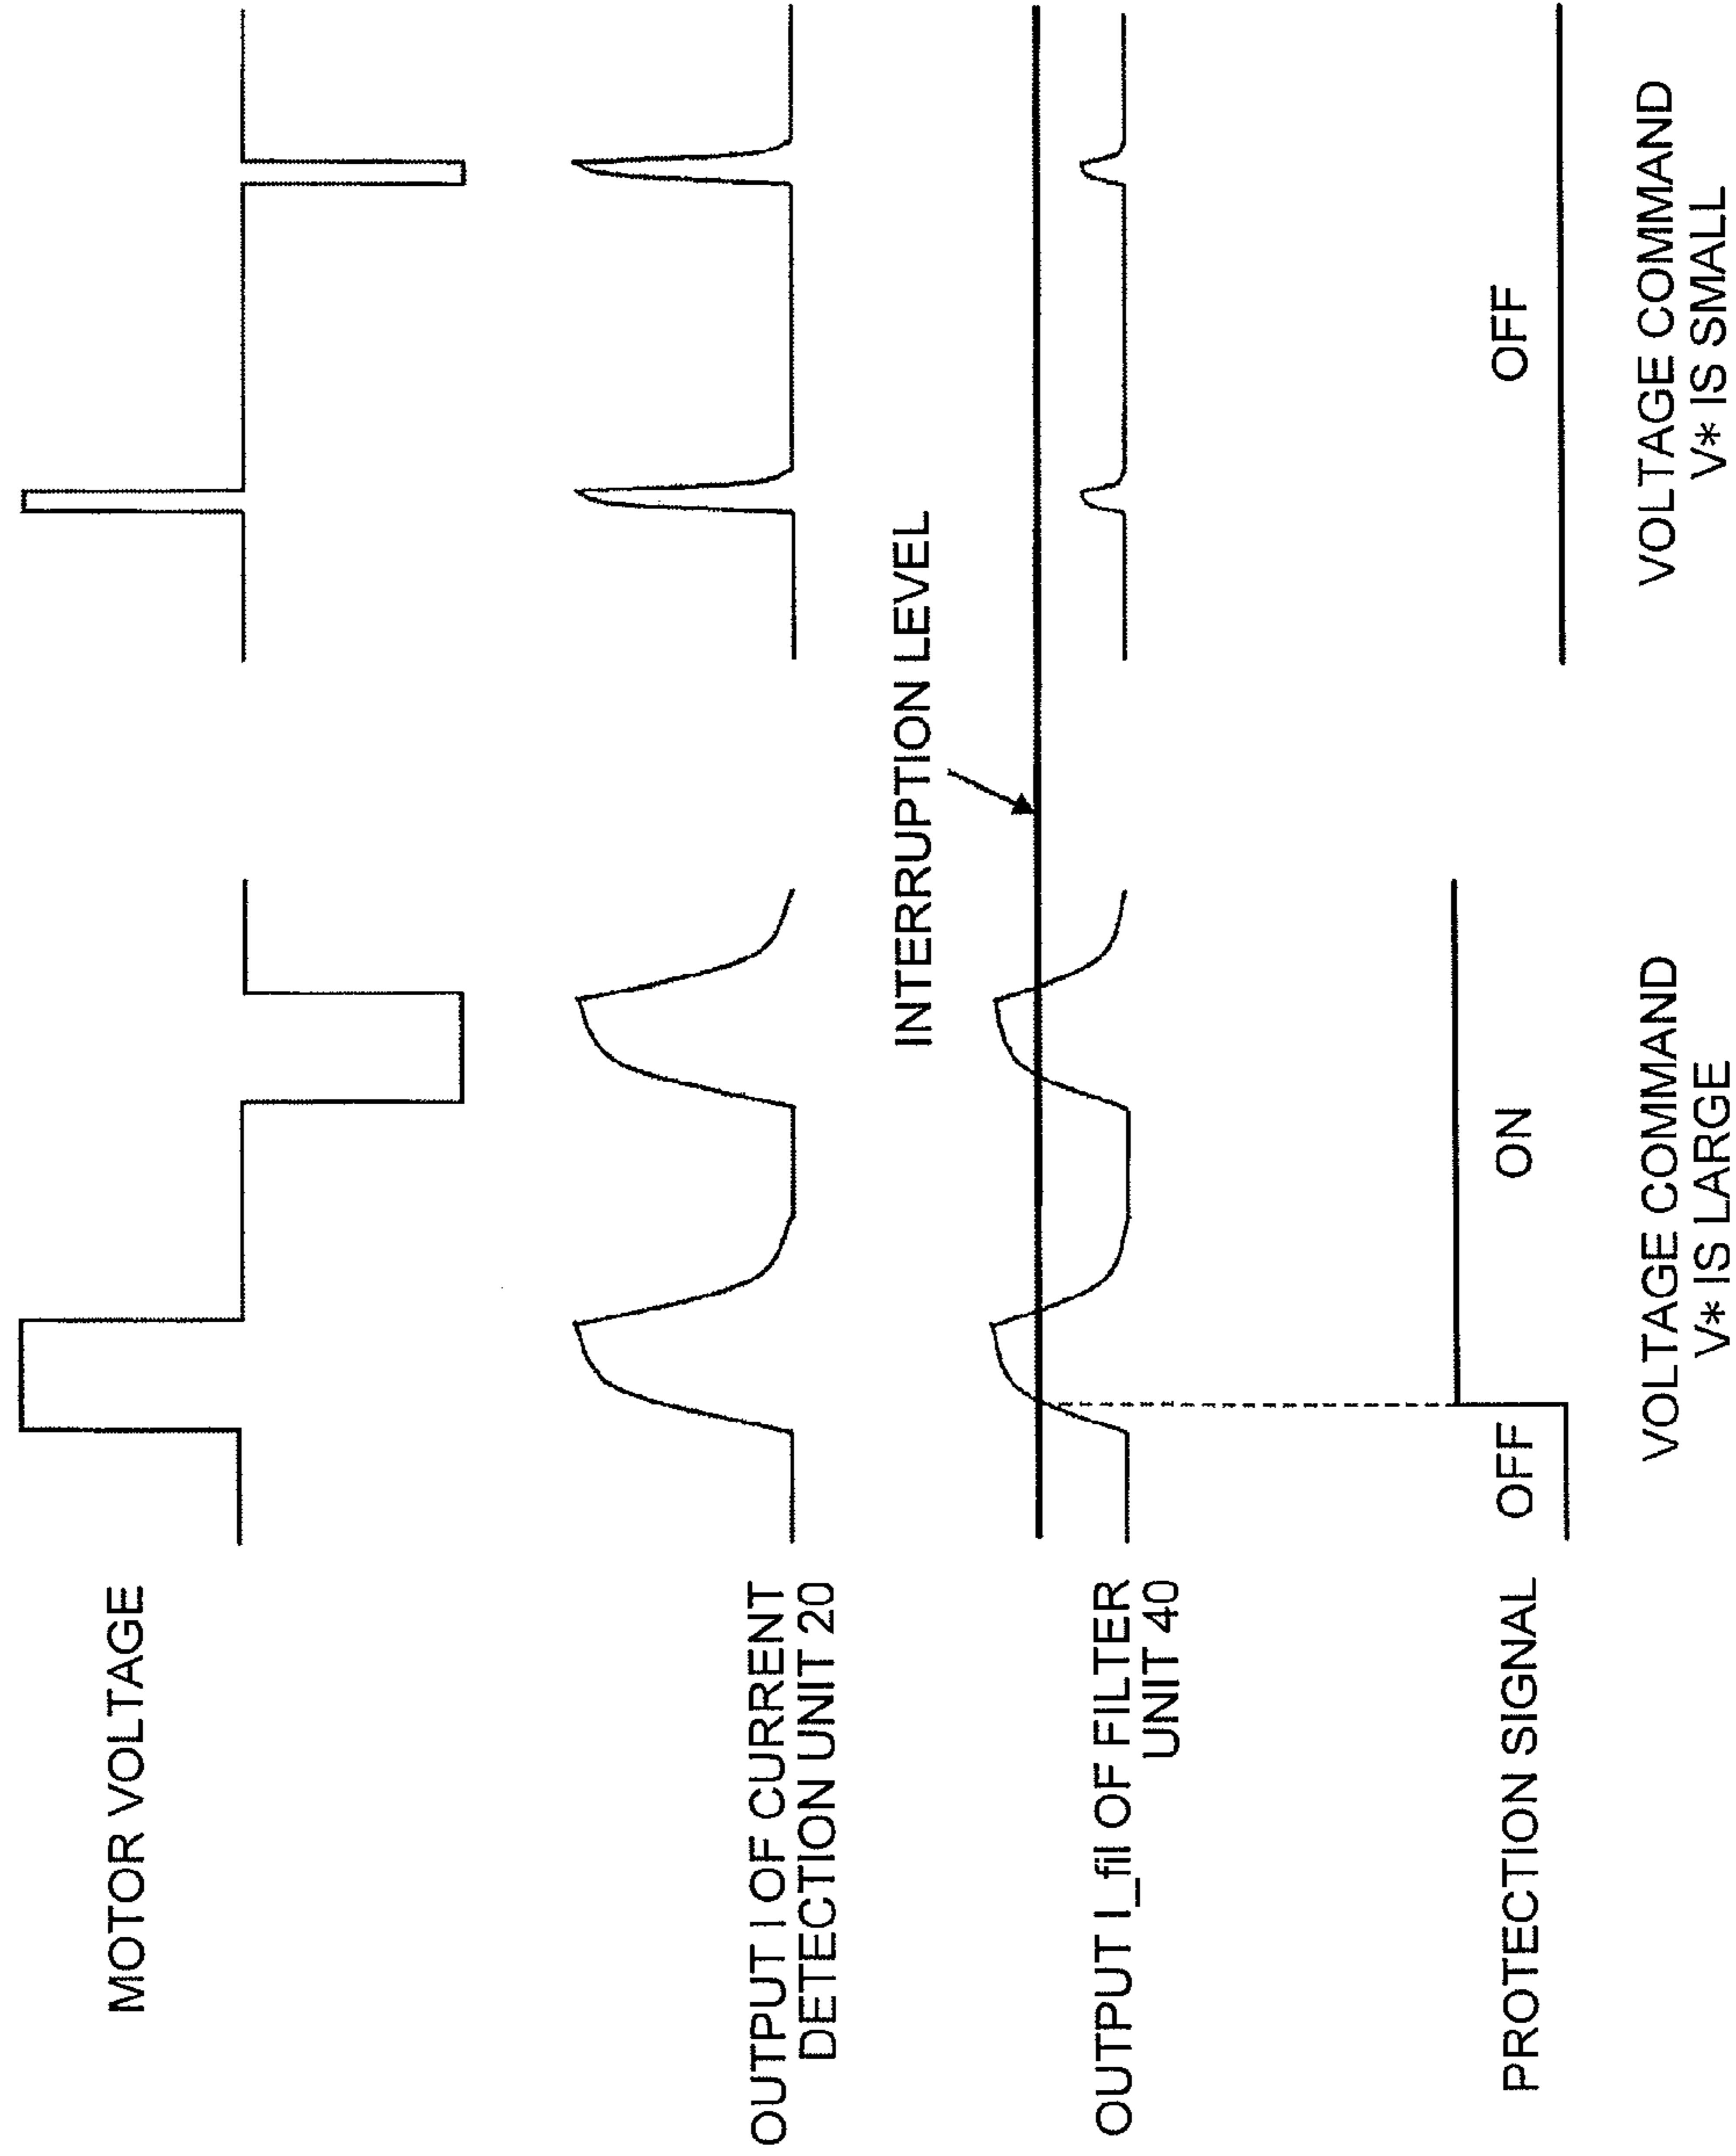 MOTOR VOLTAGE
OUTPUT I OF CURRENT
DETECTION UNIT 20
INTERRUPTION LEVEL
OUTPUT I_fil OF FILTER
UNIT 40
PROTECTION SIGNAL
OFF
ON
OFF
VOLTAGE COMMAND
V* IS LARGE
VOLTAGE COMMAND
V* IS SMALL